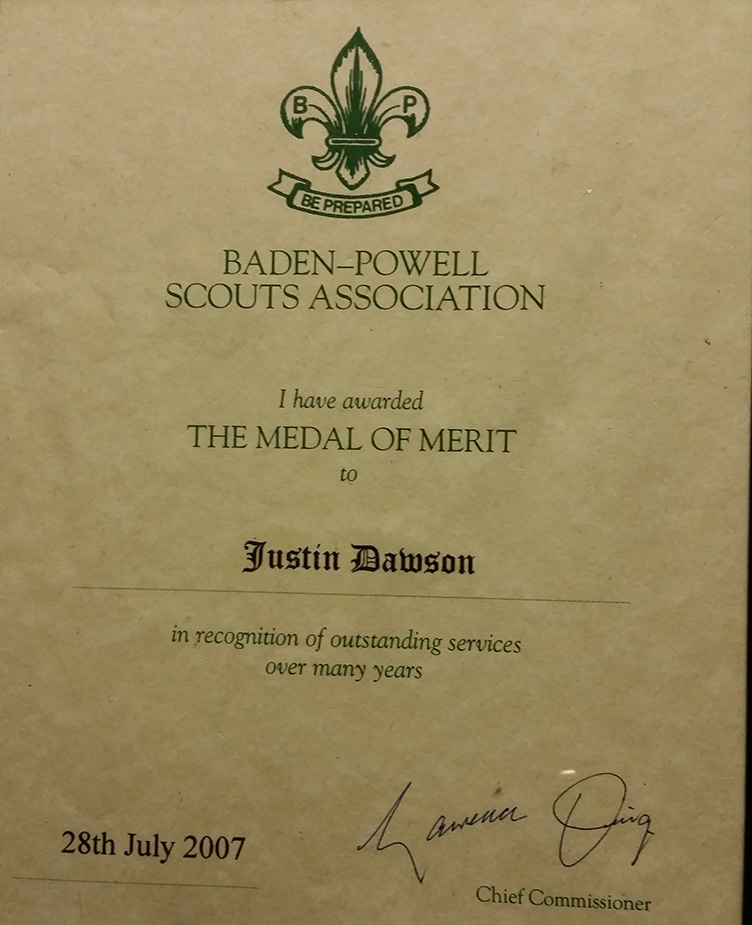 B P
BE PREPARED
BADEN–POWELL
SCOUTS ASSOCIATION
I have awarded
THE MEDAL OF MERIT
to
Justin Dawson
in recognition of outstanding services
over many years
28th July 2007
Chief Commissioner